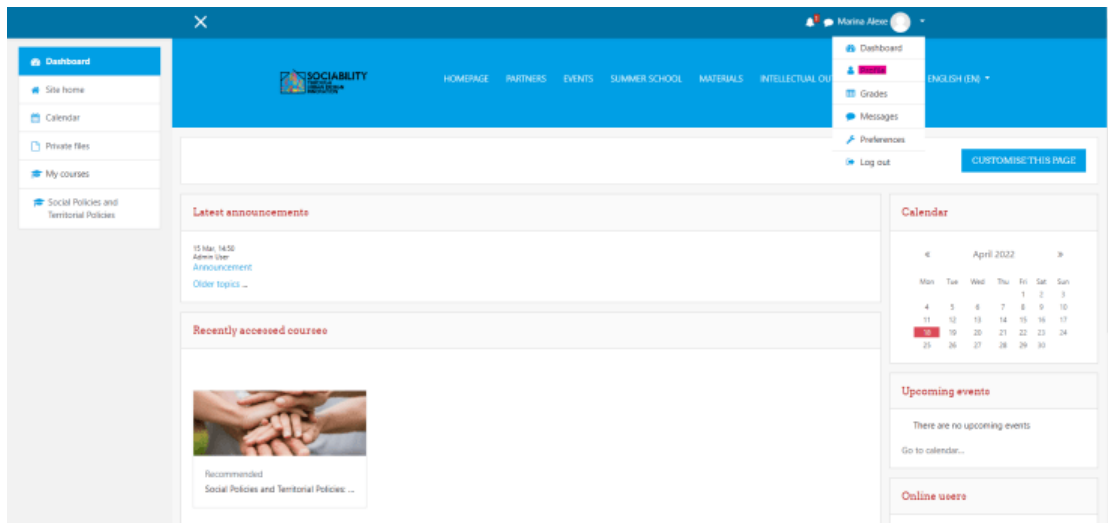 1
Marina Alexe
Dashboard
Site home
Calendar
Private files
My courses
Social Policies and
Territorial Policies
SOCIABILITY
HOMEPAGE
PARTNERS
EVENTS
SUMMER SCHOOL
MATERIALS
INTELLECTUAL OU
ENGLISH (EN)
Dashboard
Grades
Messages
Preferences
Log out
CUSTOMISE THIS PAGE
Latest announcements
15 Mar, 14:50
Admin User
Announcement
Older topics ...
Recently accessed courses
Recommended
Social Policies and Territorial Policies: ...
Calendar
« April 2022 »
Mon Tue Wed Thu Fri Sat Sun
1 2 3
4 5 6 7 8 9 10
11 12 13 14 15 16 17
18 19 20 21 22 23 24
25 26 27 28 29 30
Upcoming events
There are no upcoming events
Go to calendar...
Online users